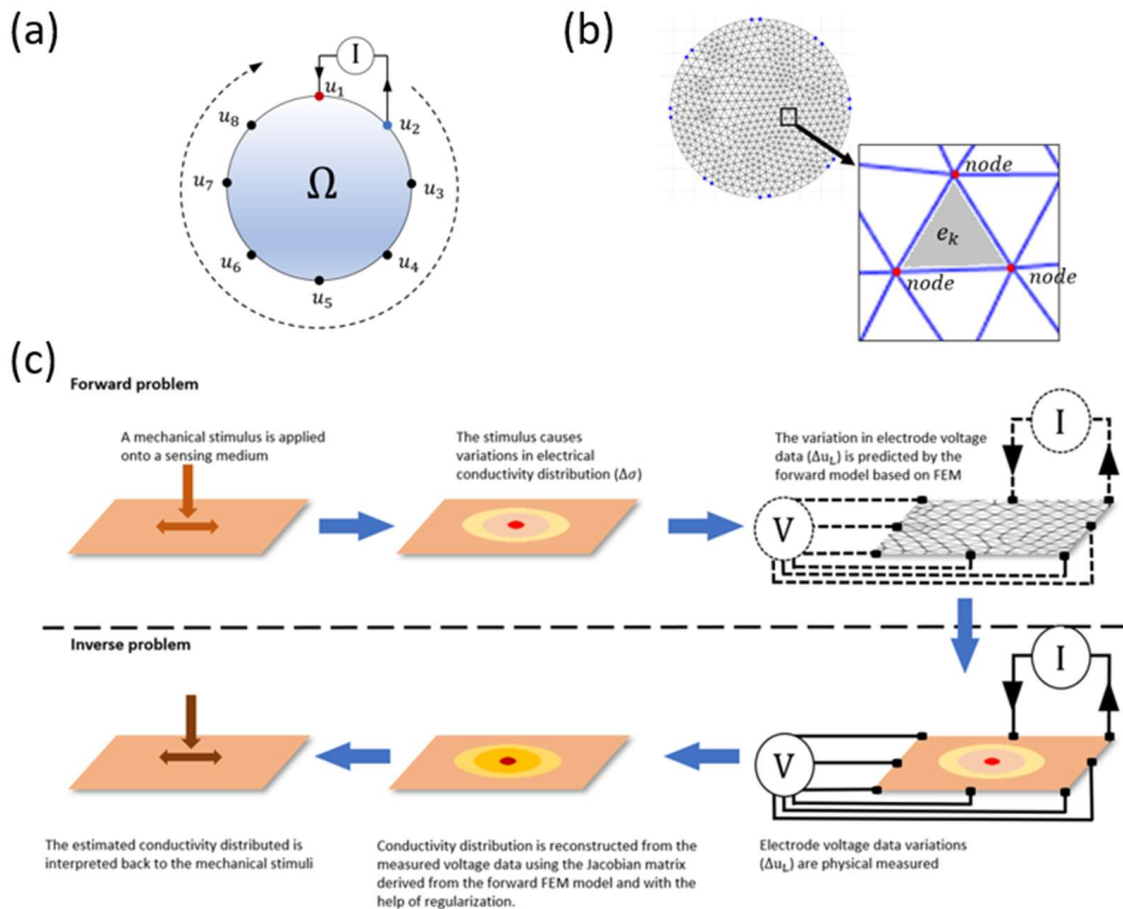 (a)
I
u1
u2
u8
Ω
u3
u7
u4
u6
u5
(b)
node
ek
node
node
(c)
Forward problem
A mechanical stimulus is applied
onto a sensing medium
The stimulus causes
variations in electrical
conductivity distribution (Δσ)
The variation in electrode voltage
data (ΔuL) is predicted by the
forward model based on FEM
I
V
Inverse problem
I
V
The estimated conductivity distributed is
interpreted back to the mechanical stimuli
Conductivity distribution is reconstructed from the
measured voltage data using the Jacobian matrix
derived from the forward FEM model and with the
help of regularization.
Electrode voltage data variations
(ΔuL) are physical measured